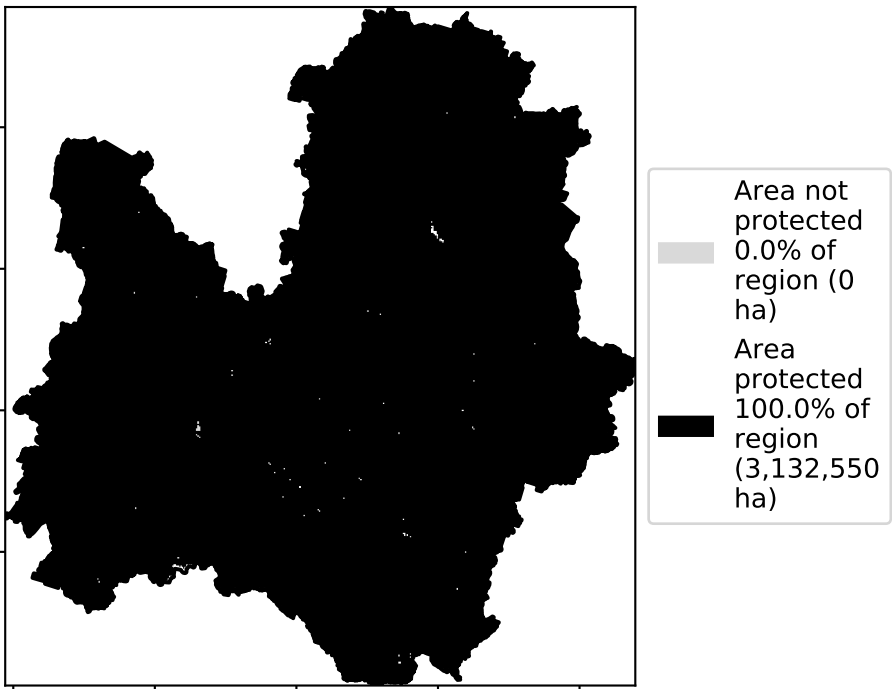 Area not
protected
0.0% of
region (0
ha)
Area
protected
100.0% of
region
(3,132,550
ha)